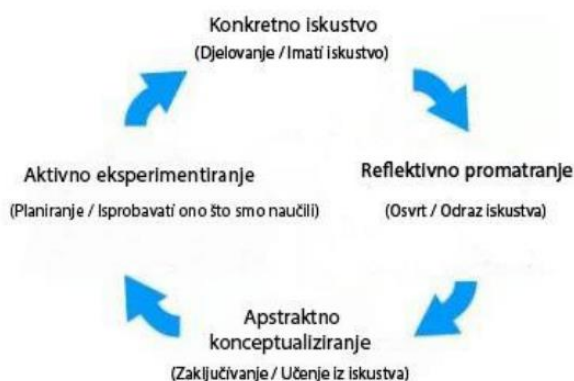 Konkretno iskustvo
(Djelovanje / Imati iskustvo)
Reflektivno promatranje
(Osvrt / Odraz iskustva)
Apstraktno
konceptualiziranje
(Zaključivanje / Učenje iz iskustva)
Aktivno eksperimentiranje
(Planiranje / Isprobavati ono što smo naučili)